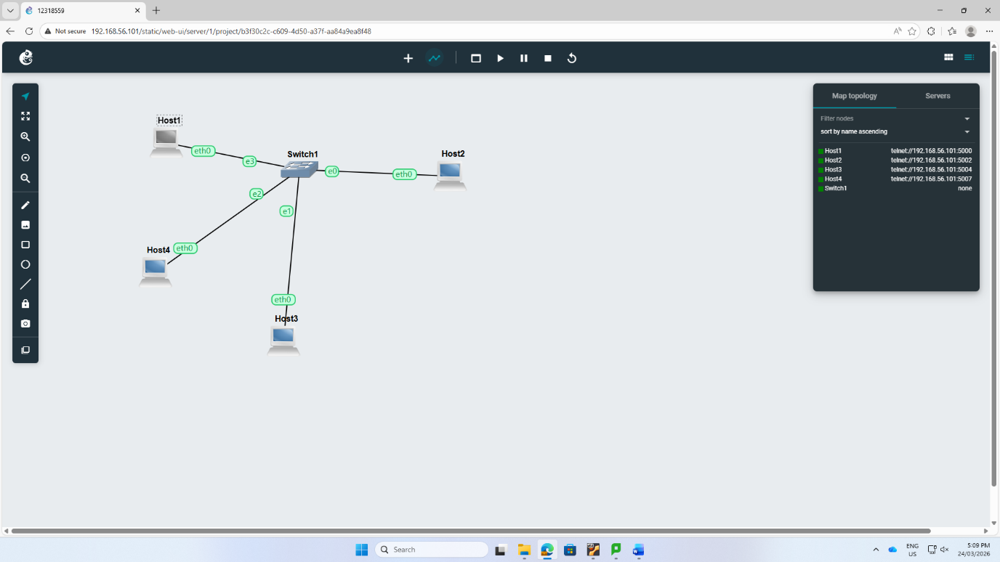 12318559
Not secure 192.168.56.101/static/web-ui/server/1/project/b3f30c2c-c609-4d50-a37f-aa84a9ea8f48
Map topology Servers
Filter nodes
sort by name ascending
Host1 telnet://192.168.56.101:5000
Host2 telnet://192.168.56.101:5002
Host3 telnet://192.168.56.101:5004
Host4 telnet://192.168.56.101:5007
Switch1 none
Host1
eth0
e3
Switch1
e0
eth0
Host2
e2
e1
Host4
eth0
eth0
Host3
Search
ENG
US
5:09 PM
24/03/2026